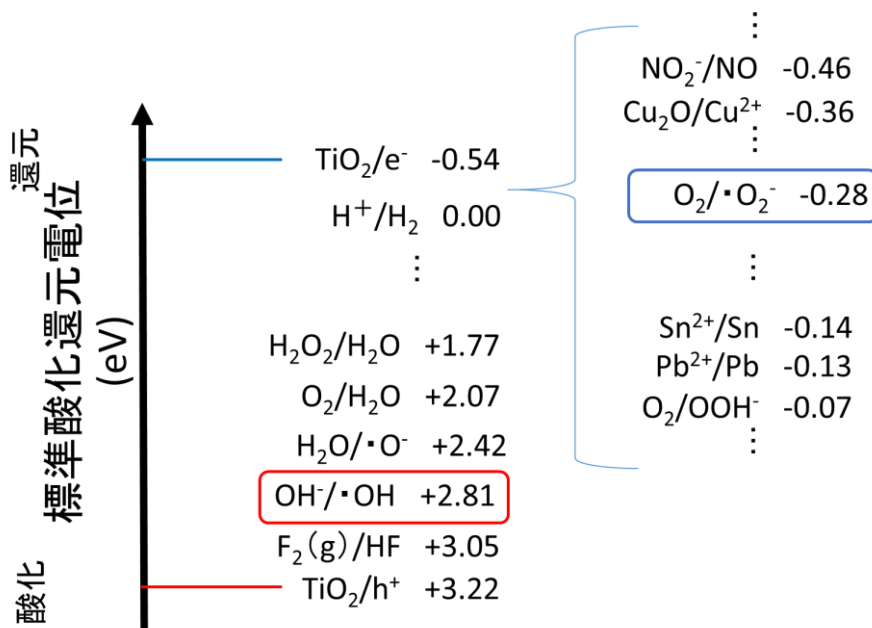 還元
標準酸化還元電位
(eV)
酸化
TiO₂/e⁻ -0.54
H⁺/H₂ 0.00
⋮
H₂O₂/H₂O +1.77
O₂/H₂O +2.07
H₂O/･O⁻ +2.42
OH⁻/･OH +2.81
F₂(g)/HF +3.05
TiO₂/h⁺ +3.22
⋮
NO₂⁻/NO -0.46
Cu₂O/Cu²⁺ -0.36
⋮
O₂/･O₂⁻ -0.28
⋮
Sn²⁺/Sn -0.14
Pb²⁺/Pb -0.13
O₂/OOH⁻ -0.07
⋮